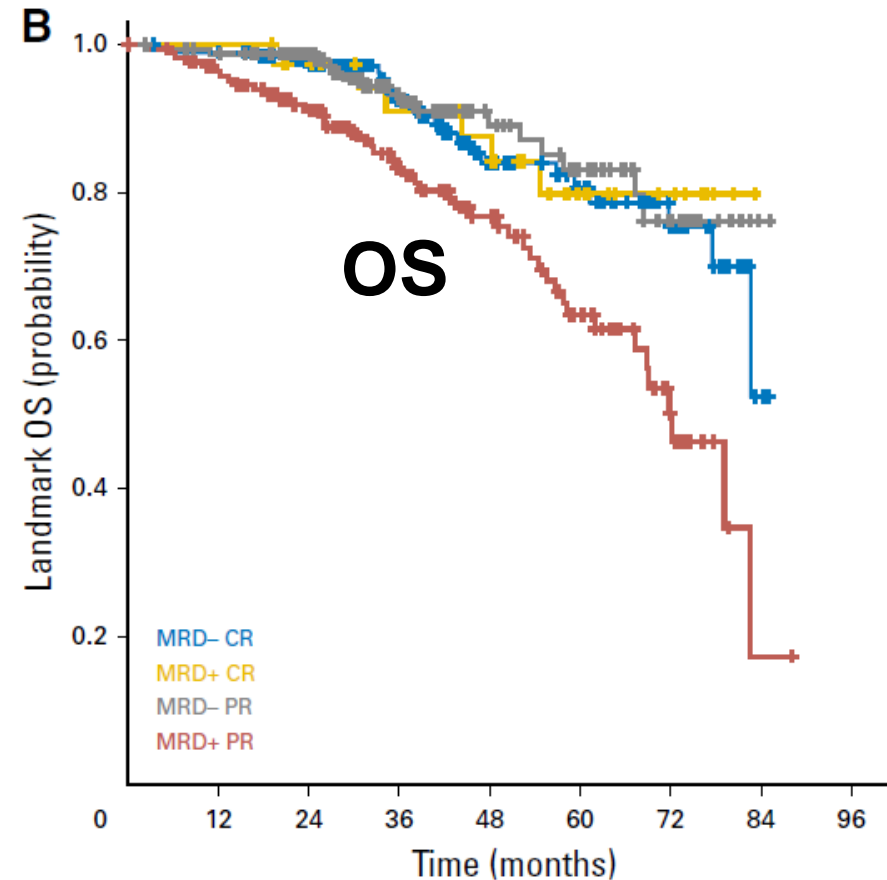 B
Landmark OS (probability)
1.0
0.8
0.6
0.4
0.2
OS
MRD– CR
MRD+ CR
MRD– PR
MRD+ PR
0 12 24 36 48 60 72 84 96
Time (months)